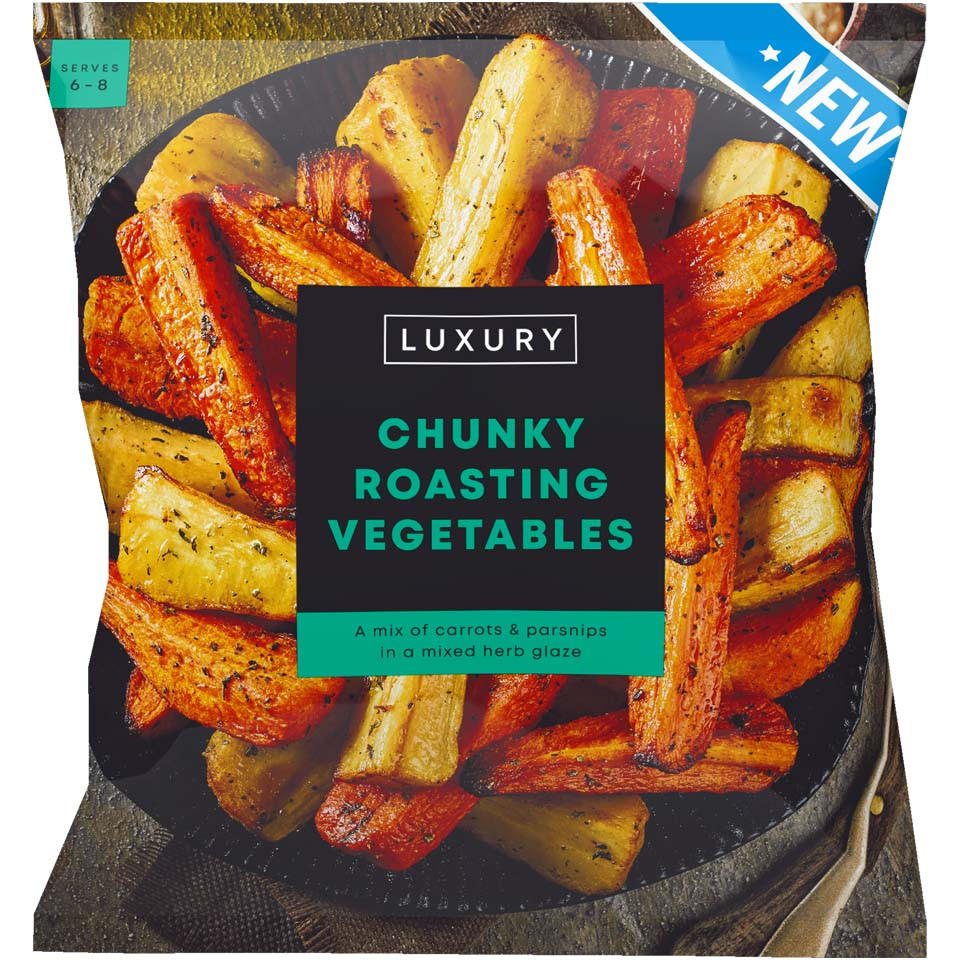 SERVES
6 – 8
★NEW★
LUXURY
CHUNKY
ROASTING
VEGETABLES
A mix of carrots & parsnips
in a mixed herb glaze